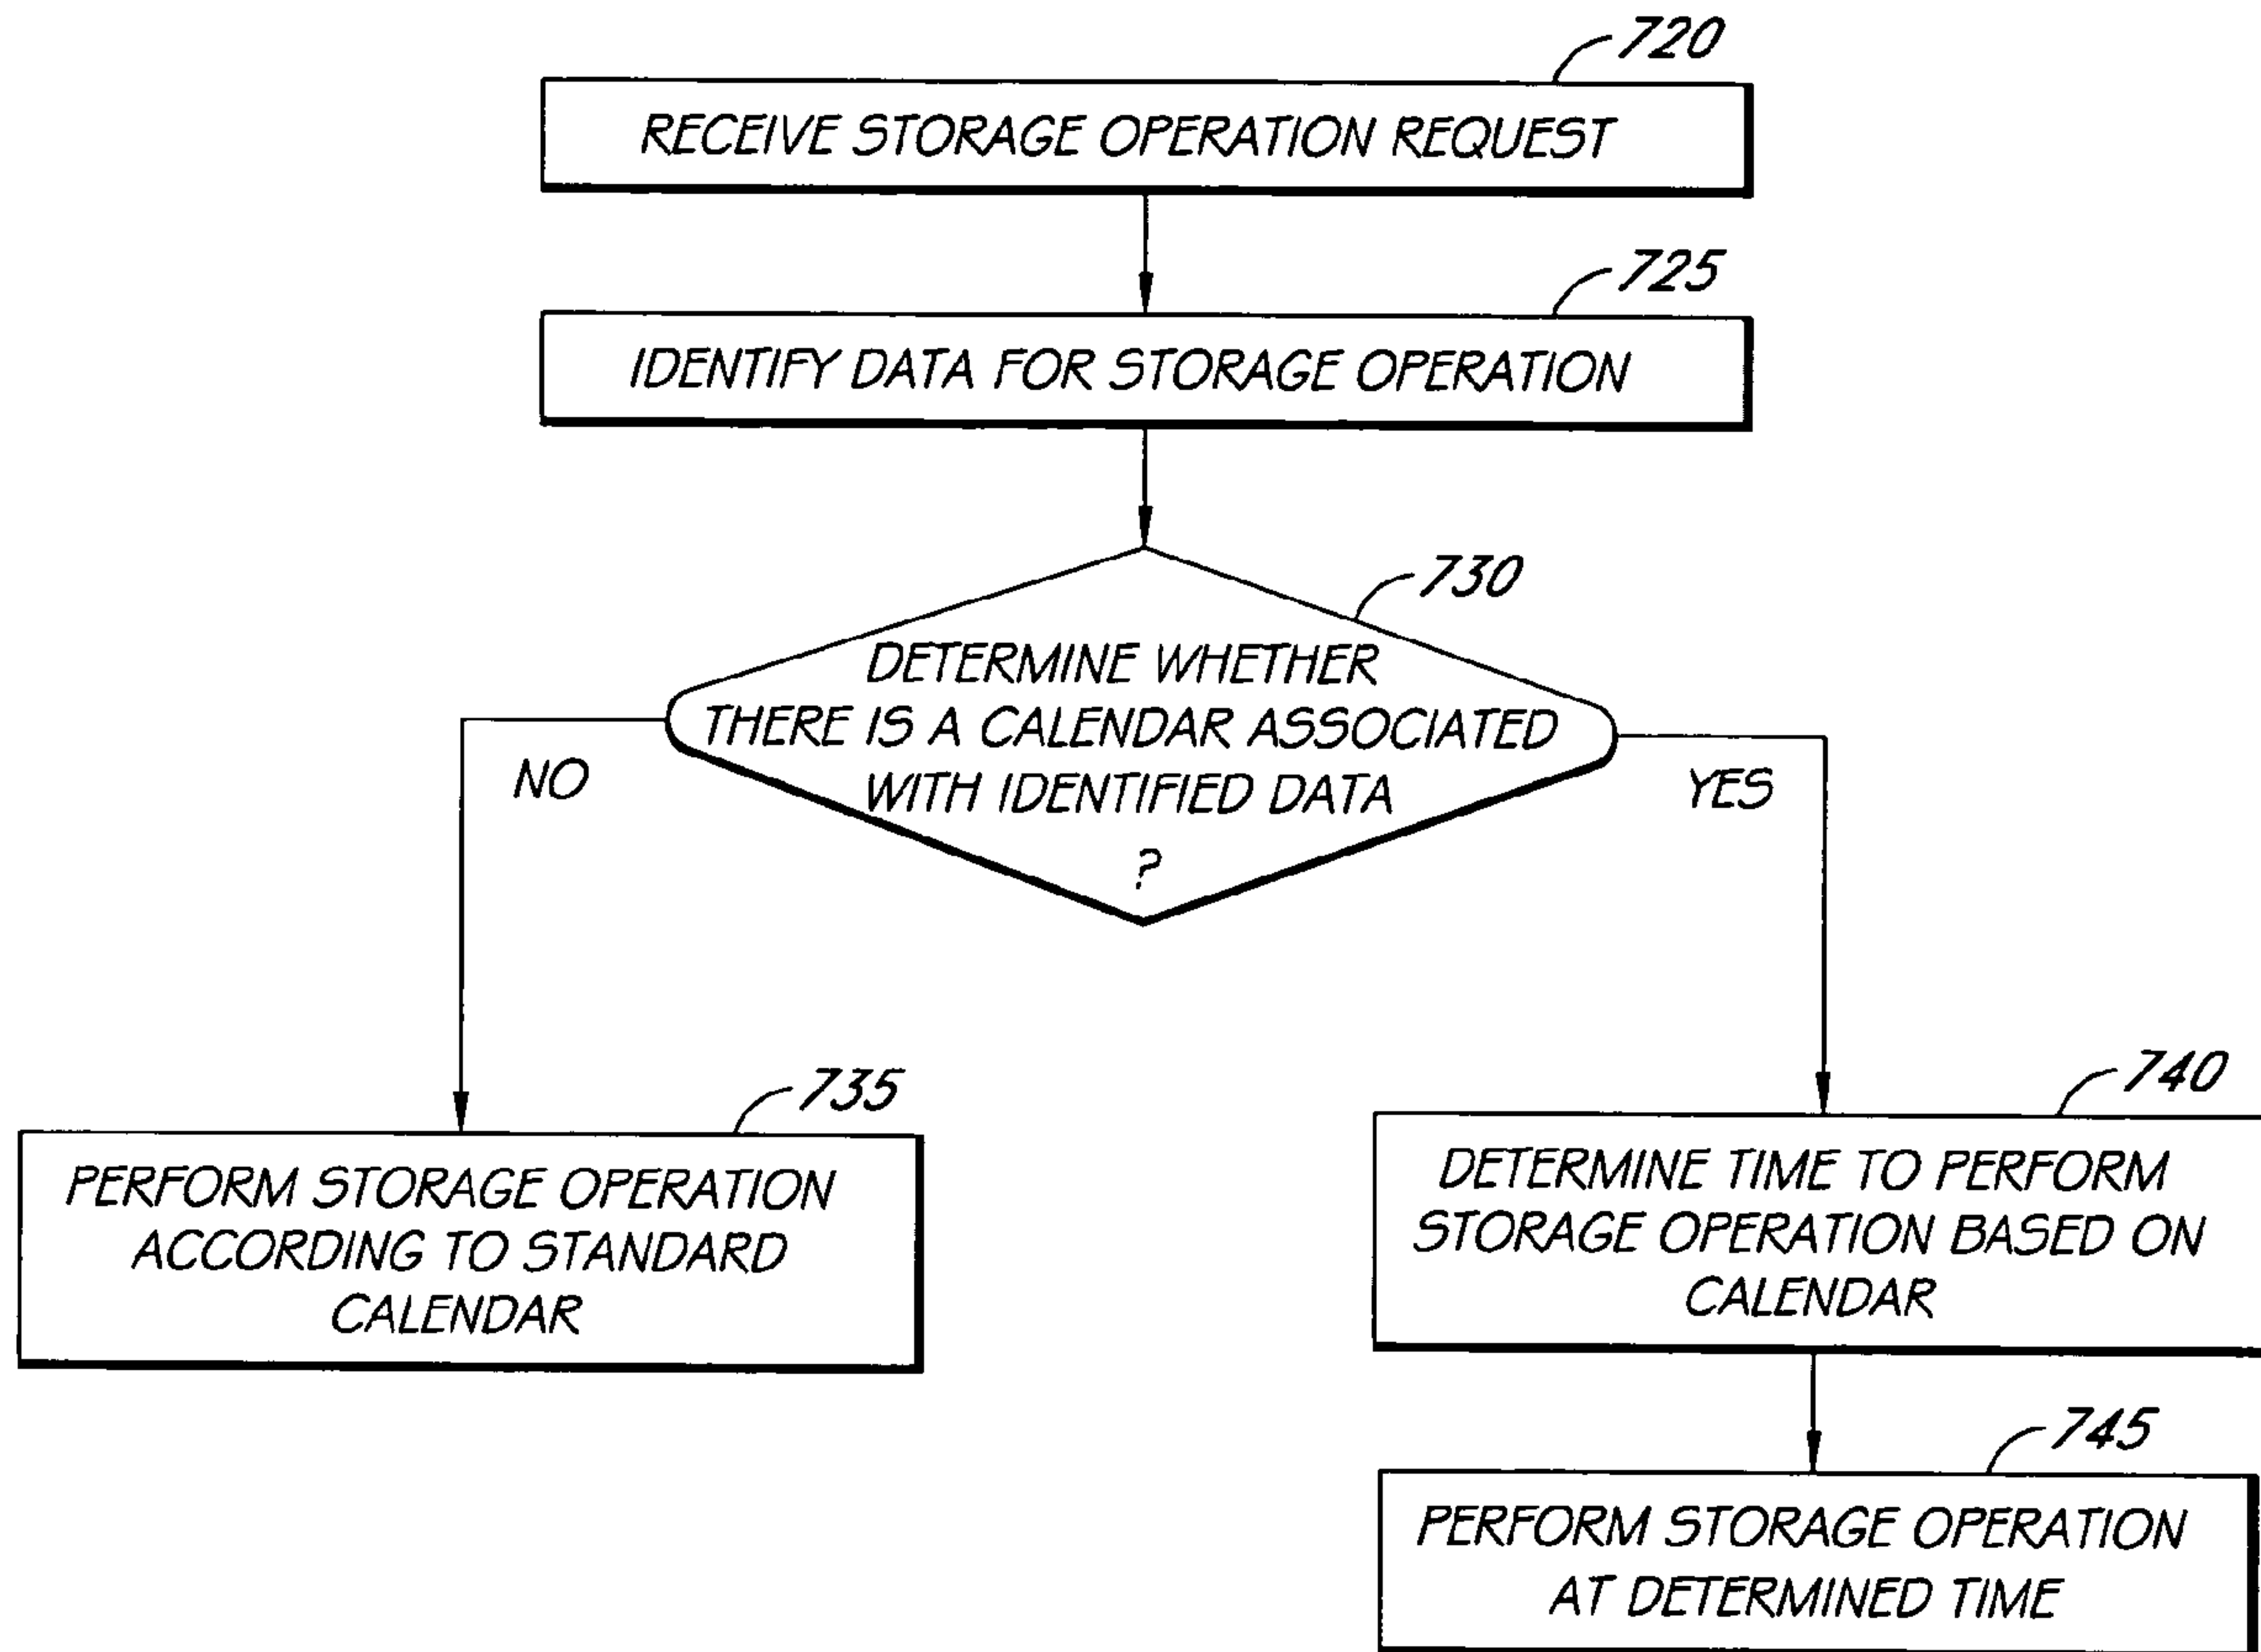 720
RECEIVE STORAGE OPERATION REQUEST
725
IDENTIFY DATA FOR STORAGE OPERATION
730
DETERMINE WHETHER
THERE IS A CALENDAR ASSOCIATED
WITH IDENTIFIED DATA
?
NO
YES
735
PERFORM STORAGE OPERATION
ACCORDING TO STANDARD
CALENDAR
740
DETERMINE TIME TO PERFORM
STORAGE OPERATION BASED ON
CALENDAR
745
PERFORM STORAGE OPERATION
AT DETERMINED TIME